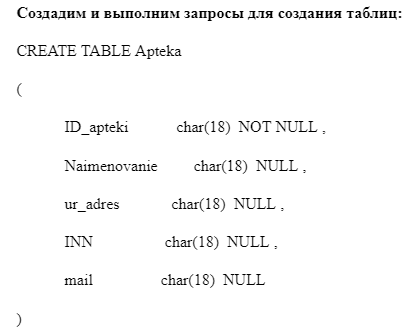 Создадим и выполним запросы для создания таблиц:
CREATE TABLE Apteka
(
ID_apteki char(18) NOT NULL ,
Naimenovanie char(18) NULL ,
ur_adres char(18) NULL ,
INN char(18) NULL ,
mail char(18) NULL
)